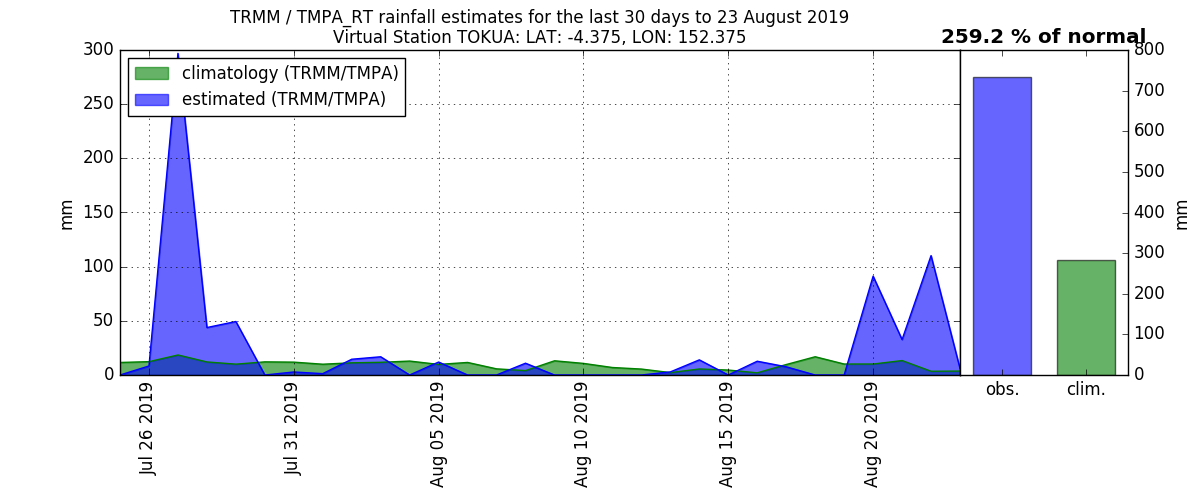 TRMM / TMPA_RT rainfall estimates for the last 30 days to 23 August 2019
Virtual Station TOKUA: LAT: -4.375, LON: 152.375
259.2 % of normal
climatology (TRMM/TMPA)
estimated (TRMM/TMPA)
300
250
200
150
100
50
0
mm
Jul 26 2019
Jul 31 2019
Aug 05 2019
Aug 10 2019
Aug 15 2019
Aug 20 2019
800
700
600
500
400
300
200
100
0
mm
obs.
clim.